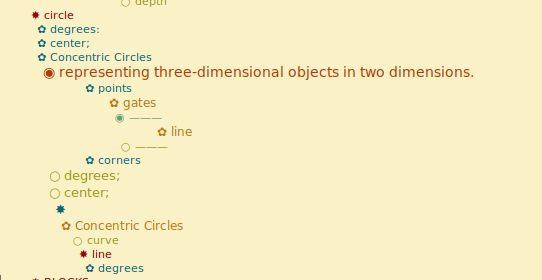 depth
circle
degrees:
center;
Concentric Circles
representing three-dimensional objects in two dimensions.
points
gates
———
line
———
corners
degrees;
center;
Concentric Circles
curve
line
degrees
BLOCKS